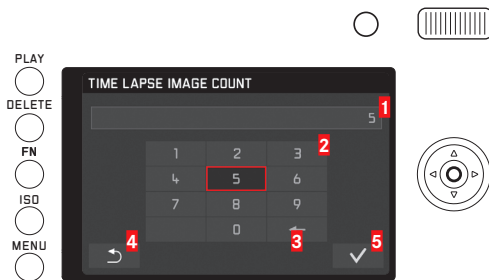 PLAY
DELETE
FN
ISO
MENU
TIME LAPSE IMAGE COUNT
5 1
1 2 3 2
4 5 6
7 8 9
0 3
4 5